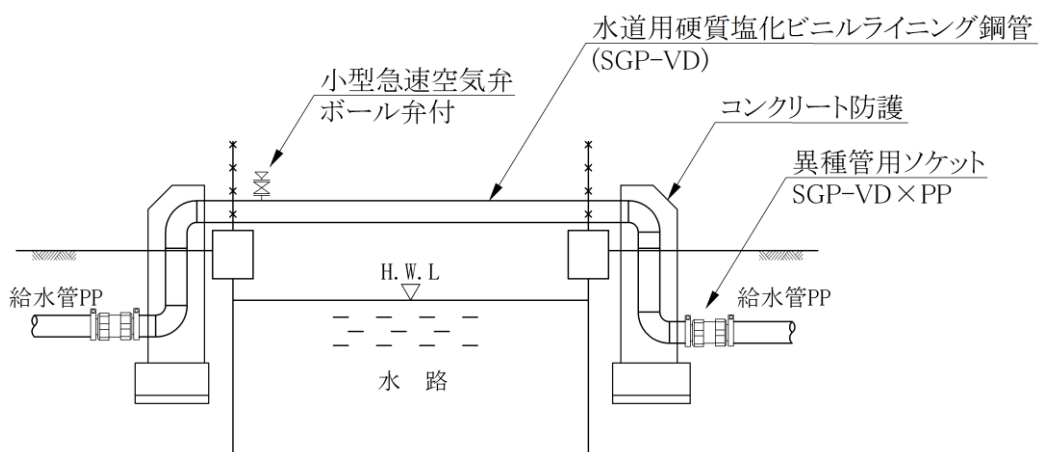 水道用硬質塩化ビニルライニング鋼管
(SGP-VD)
小型急速空気弁
ボール弁付
コンクリート防護
異種管用ソケット
SGP-VD×PP
H.W.L
給水管PP
給水管PP
水 路